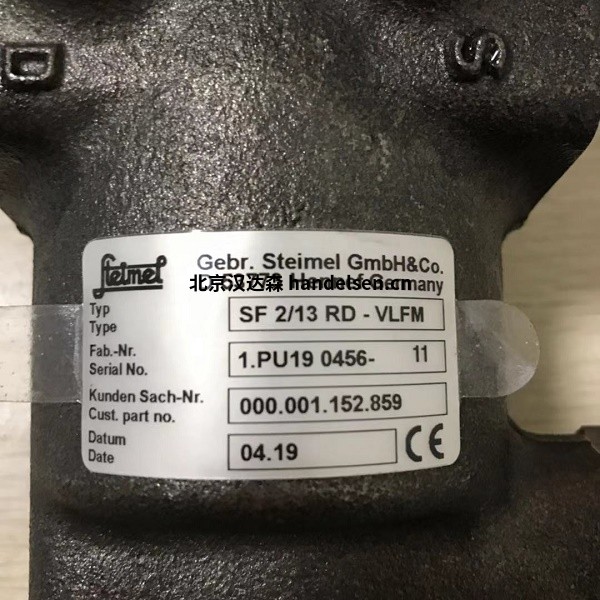 D S
Steimel
Gebr. Steimel GmbH&Co.
Germany
北京汉达森 handelsen.cn
Typ
Type
SF 2/13 RD - VLFM
Fab.-Nr.
Serial No.
1.PU19 0456- 11
Kunden Sach-Nr.
Cust. part no.
000.001.152.859
Datum
Date
04.19
CE